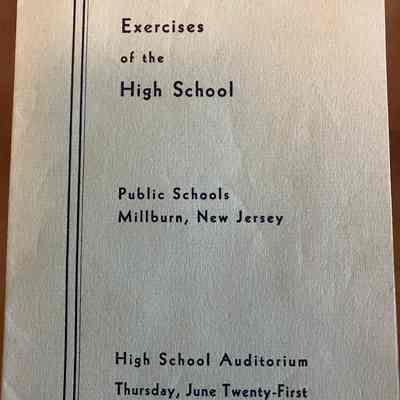 Exercises
of the
High School
Public Schools
Millburn, New Jersey
High School Auditorium
Thursday, June Twenty-First